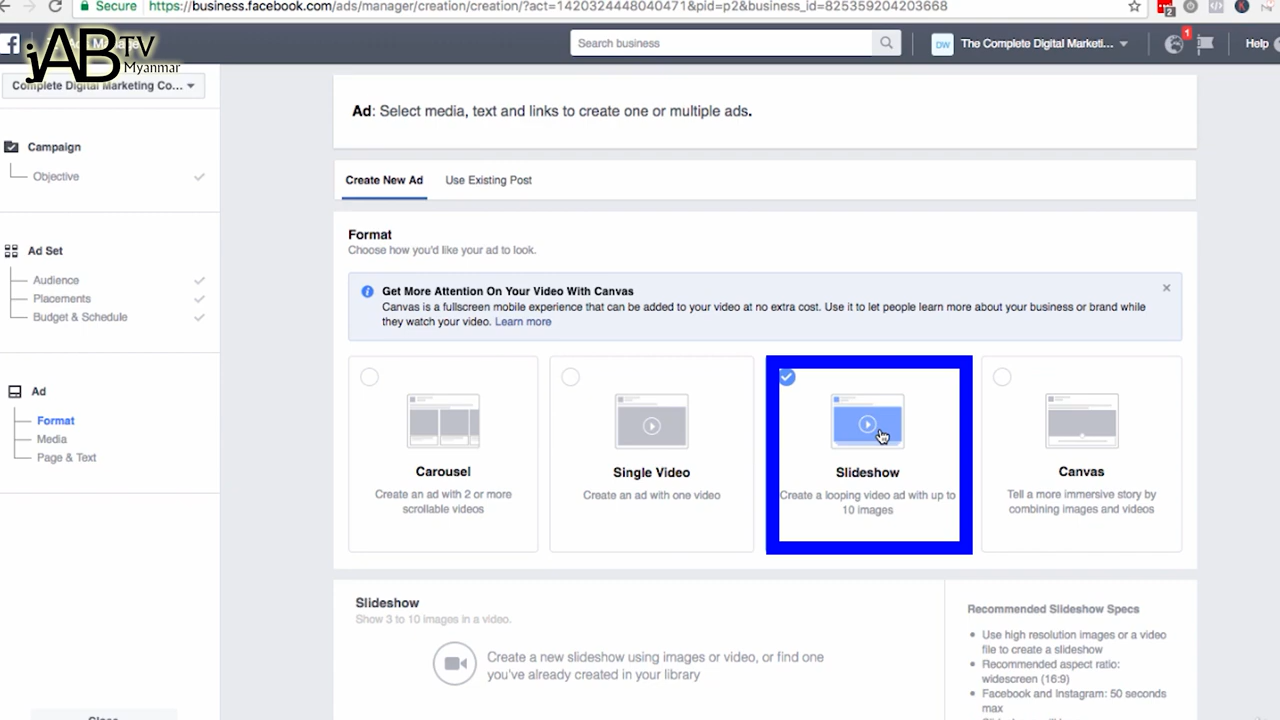 Secure https://business.facebook.com/ads/manager/creation/creation/?act=1420324448040471&pid=p2&business_id=825359204203668
2
jABTV
Myanmar
Search business
DW The Complete Digital Marketi...
1
Help
Complete Digital Marketing Co...
Campaign
Objective
Ad Set
Audience
Placements
Budget & Schedule
Ad
Format
Media
Page & Text
Close
Ad: Select media, text and links to create one or multiple ads.
Create New Ad Use Existing Post
Format
Choose how you'd like your ad to look.
Get More Attention On Your Video With Canvas
Canvas is a fullscreen mobile experience that can be added to your video at no extra cost. Use it to let people learn more about your business or brand while
they watch your video. Learn more
Carousel
Create an ad with 2 or more
scrollable videos
Single Video
Create an ad with one video
Slideshow
Create a looping video ad with up to
10 images
Canvas
Tell a more immersive story by
combining images and videos
Slideshow
Show 3 to 10 images in a video.
Create a new slideshow using images or video, or find one
you've already created in your library
Recommended Slideshow Specs
Use high resolution images or a video
file to create a slideshow
Recommended aspect ratio:
widescreen (16:9)
Facebook and Instagram: 50 seconds
max